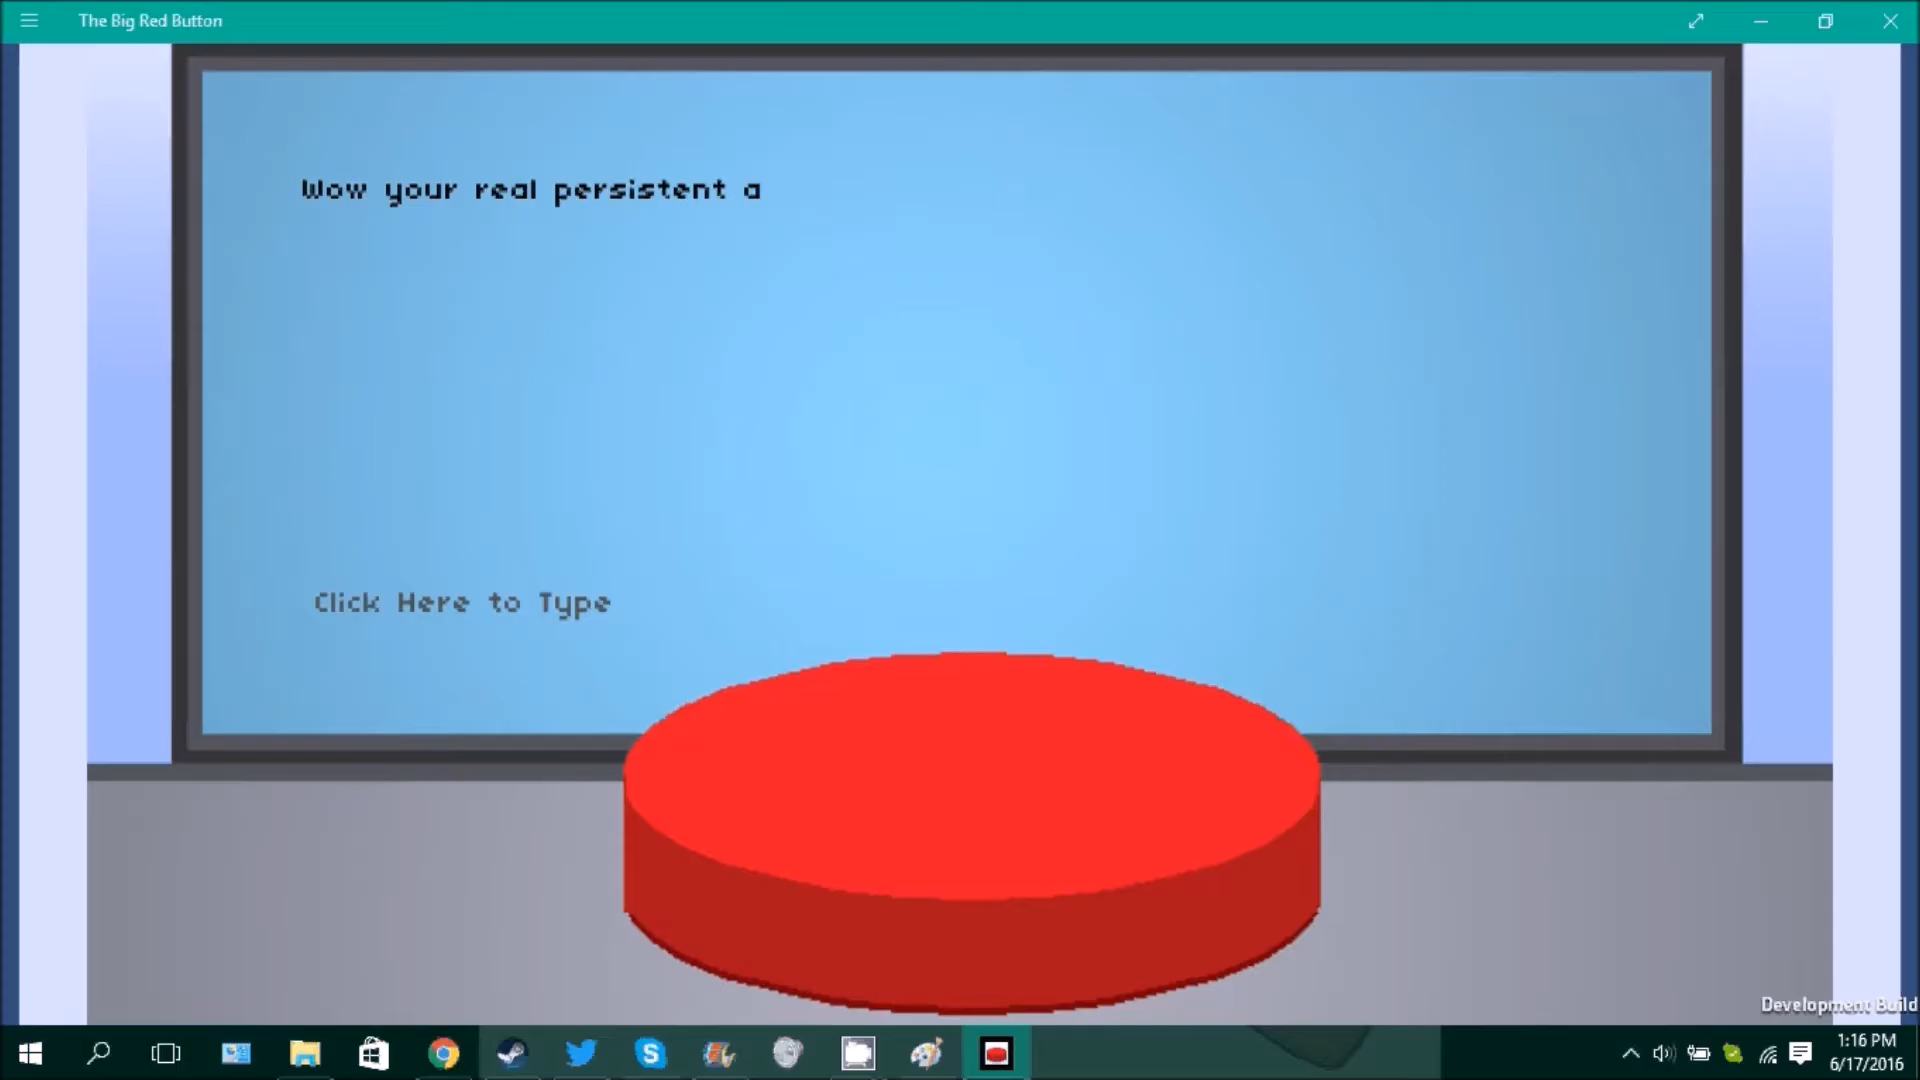 The Big Red Button
Wow your real persistent a
Click Here to Type
Development Build
1:16 PM
6/17/2016